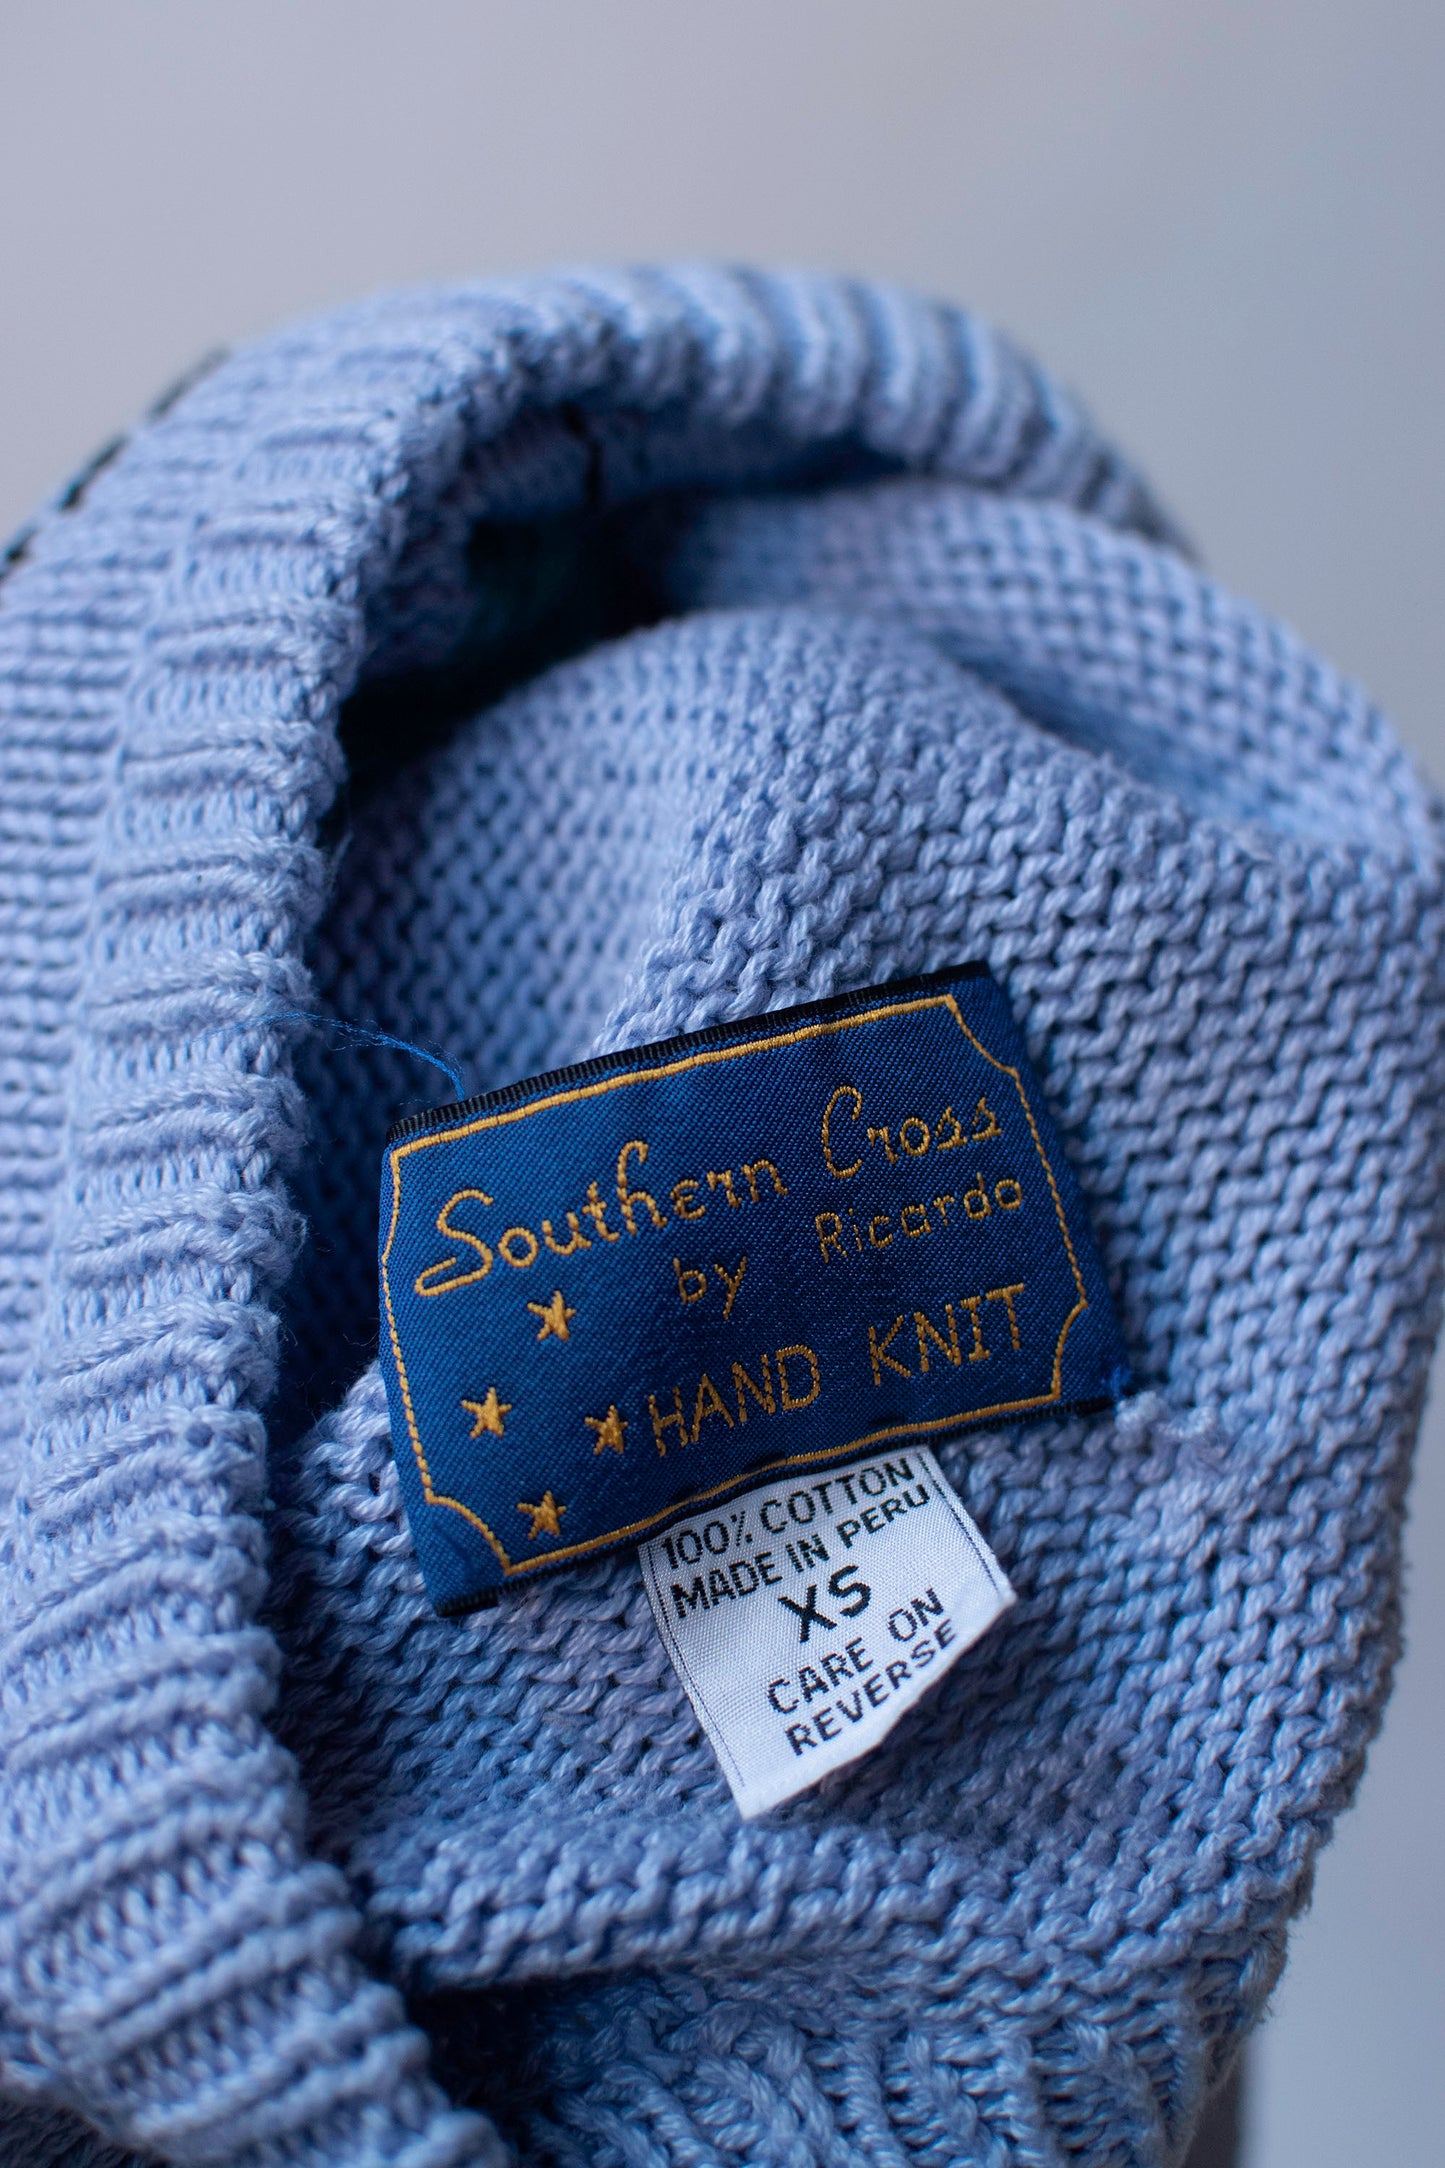 Southern Cross
by Ricardo
HAND KNIT
100% COTTON
MADE IN PERU
XS
CARE ON
REVERSE